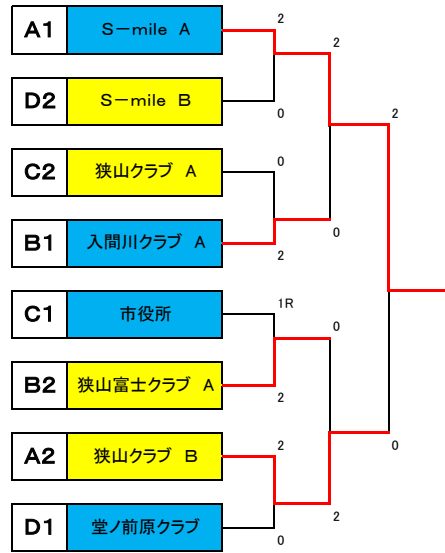 A1 S－mile A
2
2
D2 S－mile B
0
2
C2 狭山クラブ A
0
B1 入間川クラブ A
2
0
C1 市役所
1R
0
B2 狭山富士クラブ A
2
A2 狭山クラブ B
2
0
D1 堂ノ前原クラブ
0
2